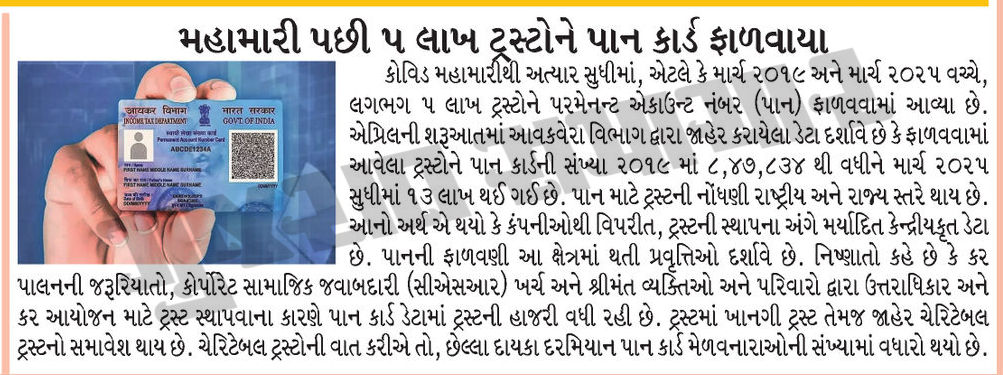 મહામારી પછી ૫ લાખ ટ્રસ્ટોને પાન કાર્ડ ફાળવાયા
आयकर विभाग
INCOME TAX DEPARTMENT
भारत सरकार
GOVT. OF INDIA
स्थायी लेखा संख्या कार्ड
Permanent Account Number Card
ABCDE1234A
FIRST NAME MIDDLE NAME SURNAME
FIRST NAME MIDDLE NAME SURNAME
DD/MM/YYYY
કોવિડ મહામારીથી અત્યાર સુધીમાં, એટલે કે માર્ચ ૨૦૧૯ અને માર્ચ ૨૦૨૫ વચ્ચે,
લગભગ ૫ લાખ ટ્રસ્ટોને પરમેનન્ટ એકાઉન્ટ નંબર (પાન) ફાળવવામાં આવ્યા છે.
એપ્રિલની શરૂઆતમાં આવકવેરા વિભાગ દ્વારા જાહેર કરાયેલા ડેટા દર્શાવે છે કે ફાળવવામાં
આવેલા ટ્રસ્ટોને પાન કાર્ડની સંખ્યા ૨૦૧૯ માં ૮,૪૭,૮૩૪ થી વધીને માર્ચ ૨૦૨૫
સુધીમાં ૧૩ લાખ થઈ ગઈ છે. પાન માટે ટ્રસ્ટની નોંધણી રાષ્ટ્રીય અને રાજ્ય સ્તરે થાય છે.
આનો અર્થ એ થયો કે કંપનીઓથી વિપરીત, ટ્રસ્ટની સ્થાપના અંગે મર્યાદિત કેન્દ્રીયકૃત ડેટા
છે. પાનની ફાળવણી આ ક્ષેત્રમાં થતી પ્રવૃત્તિઓ દર્શાવે છે. નિષ્ણાતો કહે છે કે કર
પાલનની જરૂરિયાતો, કોર્પોરેટ સામાજિક જવાબદારી (સીએસઆર) ખર્ચ અને શ્રીમંત વ્યક્તિઓ અને પરિવારો દ્વારા ઉત્તરાધિકાર અને
કર આયોજન માટે ટ્રસ્ટ સ્થાપવાના કારણે પાન કાર્ડ ડેટામાં ટ્રસ્ટની હાજરી વધી રહી છે. ટ્રસ્ટમાં ખાનગી ટ્રસ્ટ તેમજ જાહેર ચેરિટેબલ
ટ્રસ્ટનો સમાવેશ થાય છે. ચેરિટેબલ ટ્રસ્ટોની વાત કરીએ તો, છેલ્લા દાયકા દરમિયાન પાન કાર્ડ મેળવનારાઓની સંખ્યામાં વધારો થયો છે.